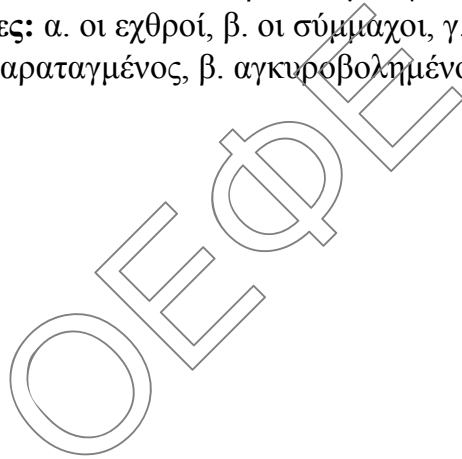 ες: α. οι εχθροί, β. οι σύμμαχοι, γ.
αραταγμένος, β. αγκυροβολημένο
ΟΕΦΕ